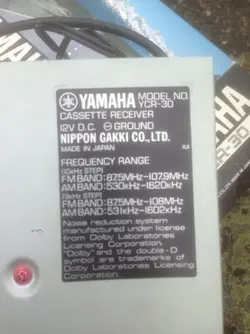 YAMAHA MODEL NO. YCR-30
CASSETTE RECEIVER
12V D.C. ⊖ GROUND
NIPPON GAKKI CO., LTD.
MADE IN JAPAN
FREQUENCY RANGE
(10kHz STEP)
FM BAND: 87.5MHz-107.9MHz
AM BAND: 530kHz-1620kHz
(9kHz STEP)
FM BAND: 87.5MHz-108MHz
AM BAND: 531kHz-1602kHz
Noise reduction system
manufactured under license
from Dolby Laboratories
Licensing Corporation.
"Dolby" and the double-D
symbol are trademarks of
Dolby Laboratories Licensing
Corporation.
YAMAHA
YCR-30